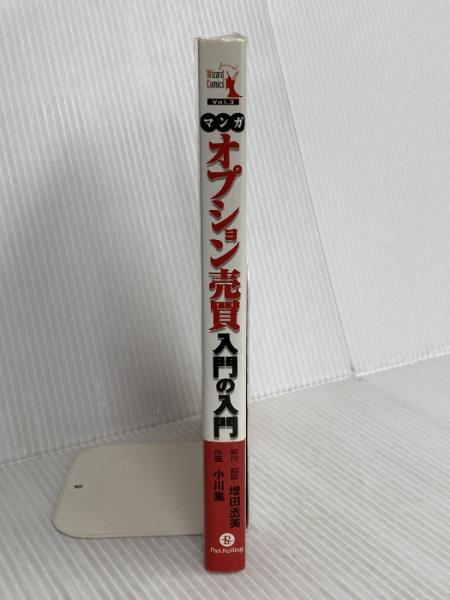 Wizard
Comics
Vol.3
マンガ
オプション売買
入門の入門
原作・監修・増田丞美
作画・小川集
Pan Rolling